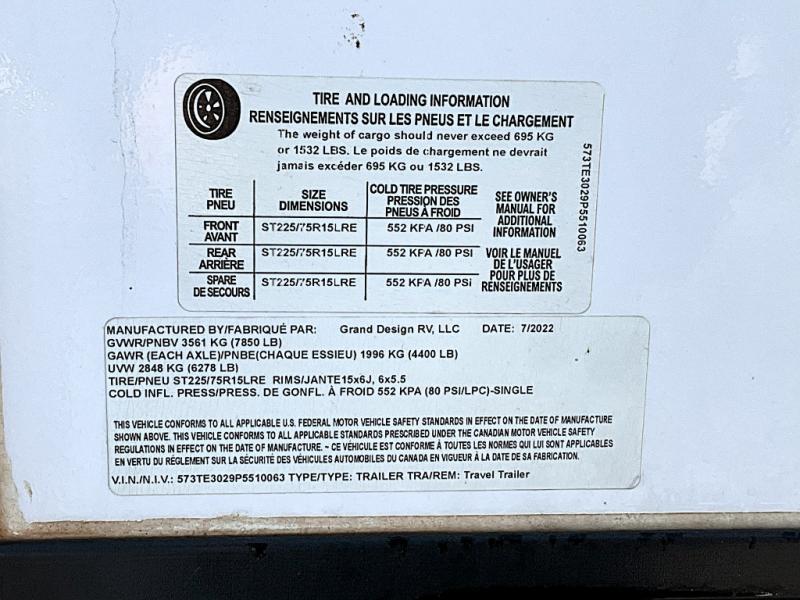 TIRE AND LOADING INFORMATION
RENSEIGNEMENTS SUR LES PNEUS ET LE CHARGEMENT
The weight of cargo should never exceed 695 KG
or 1532 LBS. Le poids de chargement ne devrait
jamais excéder 695 KG ou 1532 LBS.
TIRE PNEU SIZE DIMENSIONS COLD TIRE PRESSURE PRESSION DES PNEUS À FROID
FRONT AVANT ST225/75R15LRE 552 KFA /80 PSI
REAR ARRIÈRE ST225/75R15LRE 552 KFA /80 PSI
SPARE DE SECOURS ST225/75R15LRE 552 KFA /80 PSI
SEE OWNER'S
MANUAL FOR
ADDITIONAL
INFORMATION
VOIR LE MANUEL
DE L'USAGER
POUR PLUS DE
RENSEIGNEMENTS
573TE3029P5510063
MANUFACTURED BY/FABRIQUÉ PAR: Grand Design RV, LLC DATE: 7/2022
GVWR/PNBV 3561 KG (7850 LB)
GAWR (EACH AXLE)/PNBE(CHAQUE ESSIEU) 1996 KG (4400 LB)
UVW 2848 KG (6278 LB)
TIRE/PNEU ST225/75R15LRE RIMS/JANTE15x6J, 6x5.5
COLD INFL. PRESS/PRESS. DE GONFL. À FROID 552 KPA (80 PSI/LPC)-SINGLE
THIS VEHICLE CONFORMS TO ALL APPLICABLE U.S. FEDERAL MOTOR VEHICLE SAFETY STANDARDS IN EFFECT ON THE DATE OF MANUFACTURE
SHOWN ABOVE. THIS VEHICLE CONFORMS TO ALL APPLICABLE STANDARDS PRESCRIBED UNDER THE CANADIAN MOTOR VEHICLE SAFETY
REGULATIONS IN EFFECT ON THE DATE OF MANUFACTURE. ~ CE VÉHICULE EST CONFORME À TOUTES LES NORMES QUI LUI SONT APPLICABLES
EN VERTU DU RÉGLEMENT SUR LA SÉCURITÉ DES VÉHICULES AUTOMOBILES DU CANADA EN VIGUEUR À LA DATE DE SA FABRICATION.
V.I.N./N.I.V.: 573TE3029P5510063 TYPE/TYPE: TRAILER TRA/REM: Travel Trailer